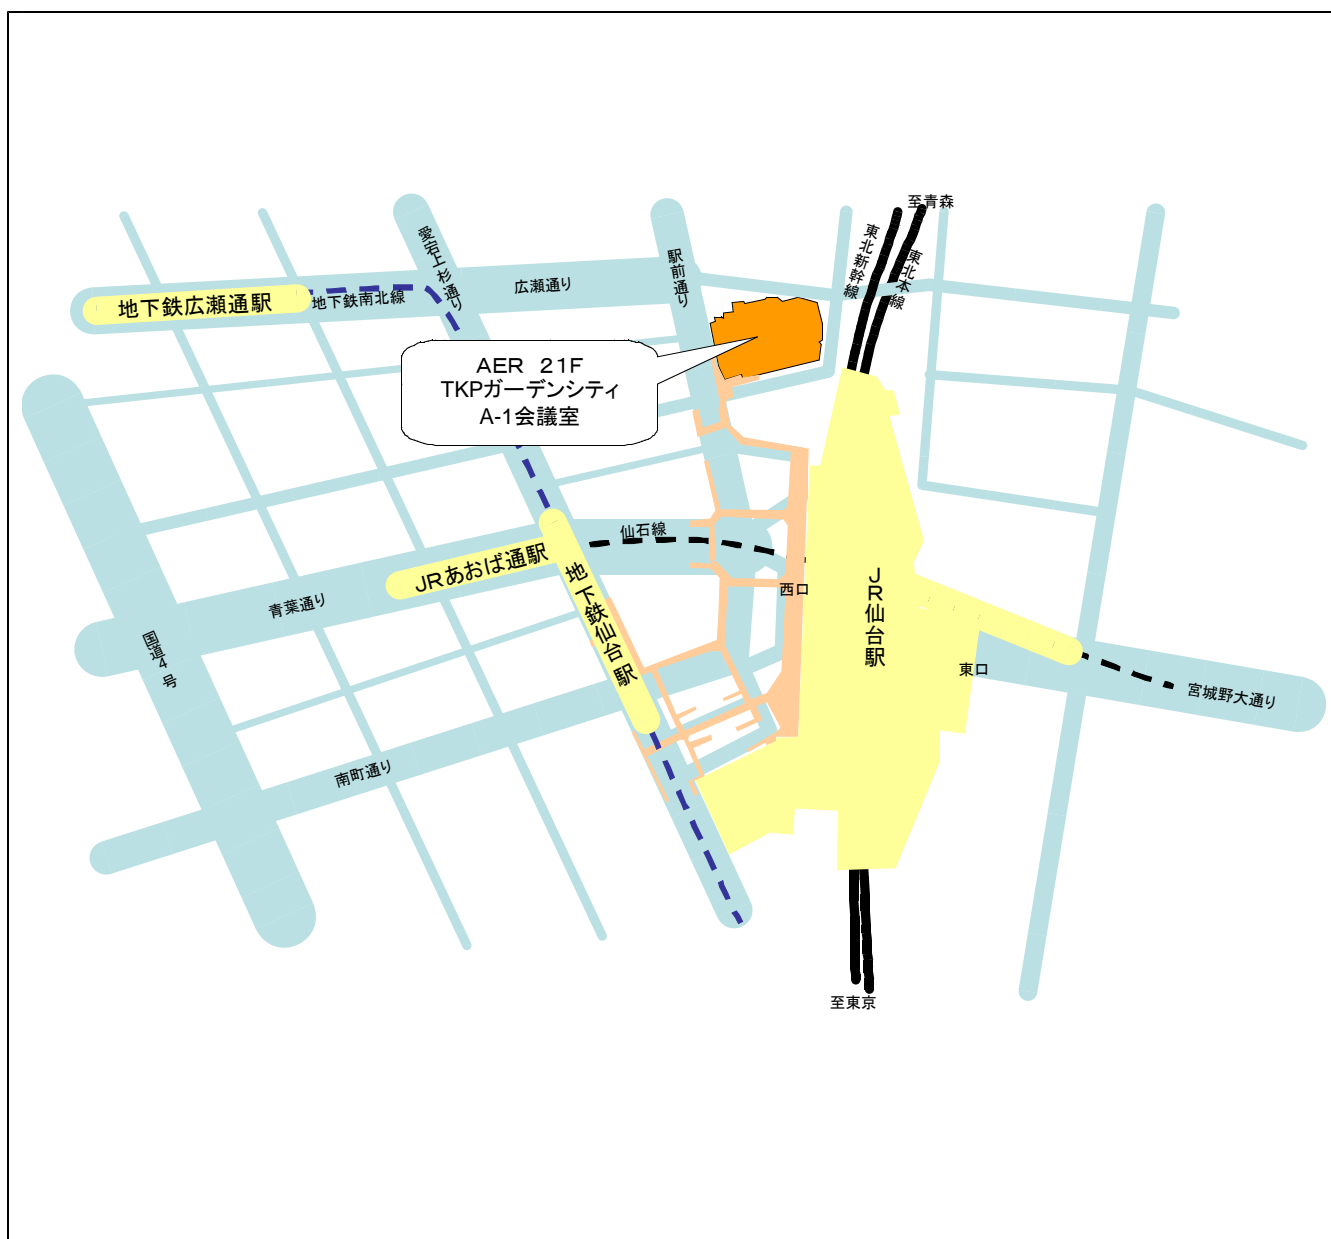 至青森
愛宕上杉通り
駅前通り
東北新幹線
東北本線
広瀬通り
地下鉄広瀬通駅
地下鉄南北線
AER 21F
TKPガーデンシティ
A-1会議室
仙石線
JRあおば通駅
地下鉄仙台駅
西口
JR仙台駅
青葉通り
国道4号
東口
宮城野大通り
南町通り
至東京